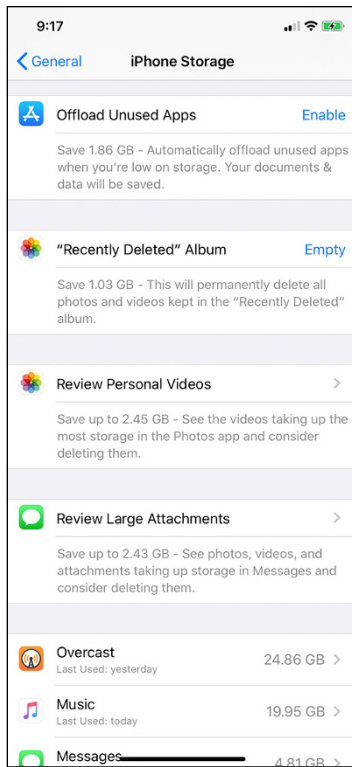 9:17
General
iPhone Storage
Offload Unused Apps
Enable
Save 1.86 GB - Automatically offload unused apps
when you're low on storage. Your documents &
data will be saved.
“Recently Deleted” Album
Empty
Save 1.03 GB - This will permanently delete all
photos and videos kept in the “Recently Deleted”
album.
Review Personal Videos
Save up to 2.45 GB - See the videos taking up the
most storage in the Photos app and consider
deleting them.
Review Large Attachments
Save up to 2.43 GB - See photos, videos, and
attachments taking up storage in Messages and
consider deleting them.
Overcast
24.86 GB
Last Used: yesterday
Music
19.95 GB
Last Used: today
Messages
4.81 GB